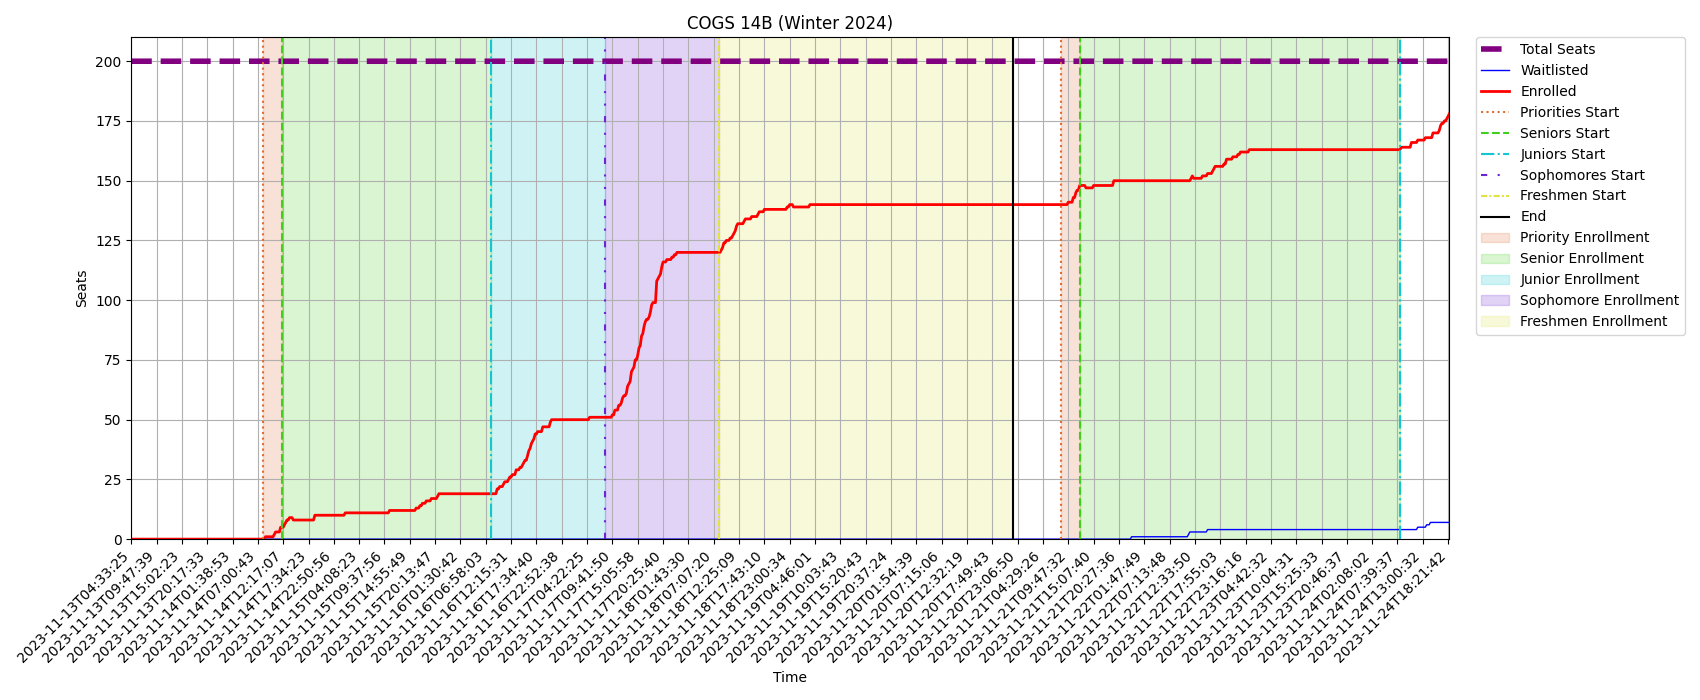 COGS 14B (Winter 2024)
Seats
200
175
150
125
100
75
50
25
0
2023-11-13T04:33:25
2023-11-13T09:47:39
2023-11-13T15:02:23
2023-11-13T20:17:33
2023-11-14T01:38:53
2023-11-14T07:00:43
2023-11-14T12:17:07
2023-11-14T17:34:23
2023-11-14T22:50:56
2023-11-15T04:08:23
2023-11-15T09:37:56
2023-11-15T14:55:49
2023-11-15T20:13:47
2023-11-16T01:30:42
2023-11-16T06:58:03
2023-11-16T12:15:31
2023-11-16T17:34:40
2023-11-16T22:52:38
2023-11-17T04:22:25
2023-11-17T09:41:50
2023-11-17T15:05:58
2023-11-17T20:25:40
2023-11-18T01:43:30
2023-11-18T07:07:20
2023-11-18T12:25:09
2023-11-18T17:43:10
2023-11-18T23:00:34
2023-11-19T04:46:01
2023-11-19T10:03:43
2023-11-19T15:20:43
2023-11-19T20:37:24
2023-11-20T01:54:39
2023-11-20T07:15:06
2023-11-20T12:32:19
2023-11-20T17:49:43
2023-11-20T23:06:50
2023-11-21T04:29:26
2023-11-21T09:47:32
2023-11-21T15:07:40
2023-11-21T20:27:36
2023-11-22T01:47:49
2023-11-22T07:13:48
2023-11-22T12:33:50
2023-11-22T17:55:03
2023-11-22T23:16:16
2023-11-23T04:42:32
2023-11-23T10:04:31
2023-11-23T15:25:33
2023-11-23T20:46:37
2023-11-24T02:08:02
2023-11-24T07:39:37
2023-11-24T13:00:32
2023-11-24T18:21:42
Time
Total Seats
Waitlisted
Enrolled
Priorities Start
Seniors Start
Juniors Start
Sophomores Start
Freshmen Start
End
Priority Enrollment
Senior Enrollment
Junior Enrollment
Sophomore Enrollment
Freshmen Enrollment